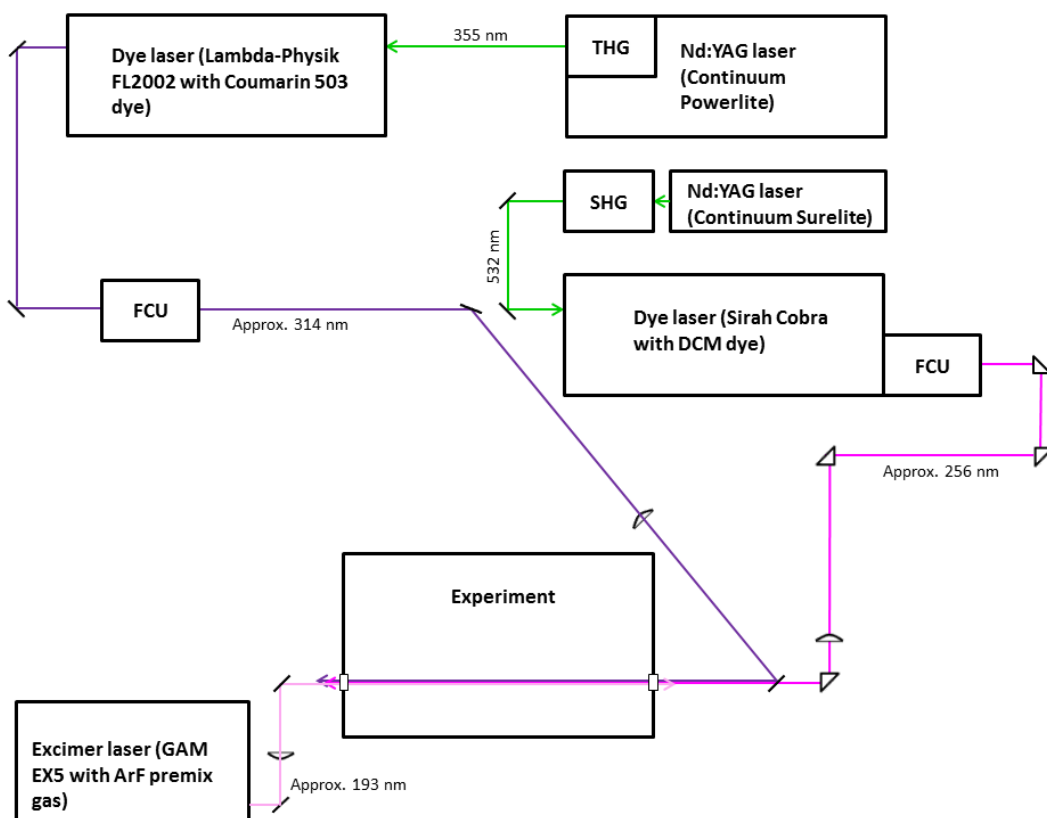 Dye laser (Lambda-Physik
FL2002 with Coumarin 503
dye)
355 nm
THG
Nd:YAG laser
(Continuum
Powerlite)
SHG
Nd:YAG laser
(Continuum Surelite)
532 nm
FCU
Approx. 314 nm
Dye laser (Sirah Cobra
with DCM dye)
FCU
Approx. 256 nm
Experiment
Excimer laser (GAM
EX5 with ArF premix
gas)
Approx. 193 nm